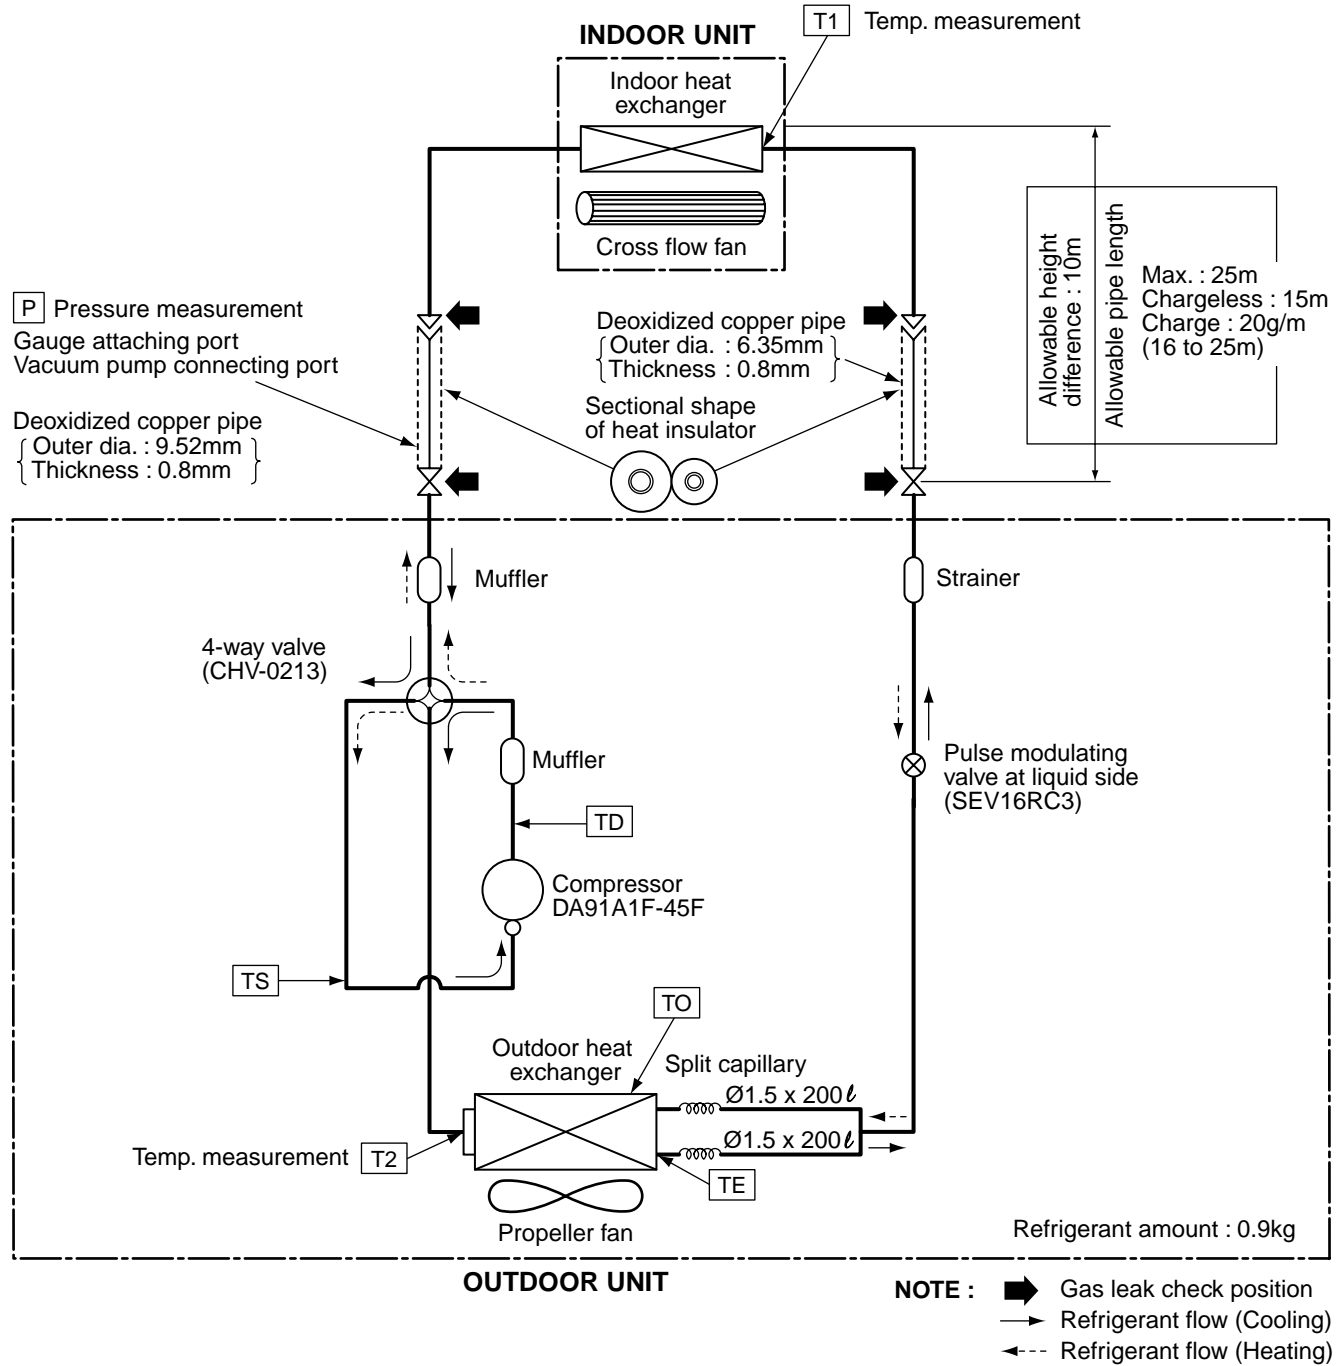 T1 Temp. measurement
INDOOR UNIT
Indoor heat
exchanger
Cross flow fan
Allowable height
difference : 10m
Allowable pipe length
Max. : 25m
Chargeless : 15m
Charge : 20g/m
(16 to 25m)
P Pressure measurement
Gauge attaching port
Vacuum pump connecting port
Deoxidized copper pipe
Outer dia. : 9.52mm
Thickness : 0.8mm
Deoxidized copper pipe
Outer dia. : 6.35mm
Thickness : 0.8mm
Sectional shape
of heat insulator
Muffler
Strainer
4-way valve
(CHV-0213)
Muffler
Pulse modulating
valve at liquid side
(SEV16RC3)
TD
Compressor
DA91A1F-45F
TS
TO
Outdoor heat
exchanger
Split capillary
Ø1.5 x 200ℓ
Ø1.5 x 200ℓ
Temp. measurement T2
TE
Propeller fan
Refrigerant amount : 0.9kg
OUTDOOR UNIT
NOTE : Gas leak check position
Refrigerant flow (Cooling)
Refrigerant flow (Heating)